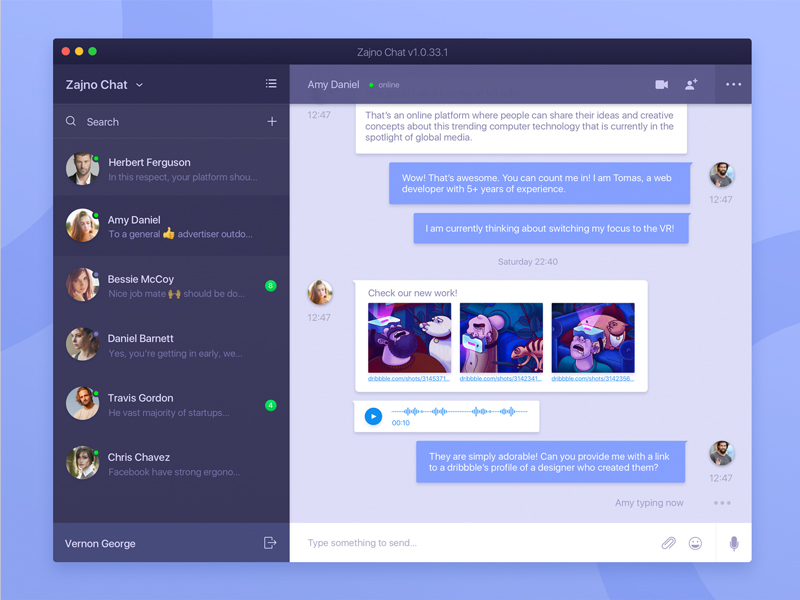 Zajno Chat v1.0.33.1
Zajno Chat
Search
Herbert Ferguson
In this respect, your platform shou...
Amy Daniel
To a general 👍 advertiser outdo...
Bessie McCoy
Nice job mate 🙌 should be do...
8
Daniel Barnett
Yes, you're getting in early, we...
Travis Gordon
He vast majority of startups...
4
Chris Chavez
Facebook have strong ergono...
Vernon George
Amy Daniel
online
12:47
That's an online platform where people can share their ideas and creative
concepts about this trending computer technology that is currently in the
spotlight of global media.
Wow! That's awesome. You can count me in! I am Tomas, a web
developer with 5+ years of experience.
12:47
I am currently thinking about switching my focus to the VR!
Saturday 22:40
12:47
Check our new work!
dribbble.com/shots/3145371...
dribbble.com/shots/3142341...
dribbble.com/shots/3142356...
00:10
They are simply adorable! Can you provide me with a link
to a dribbble's profile of a designer who created them?
12:47
Amy typing now
Type something to send...